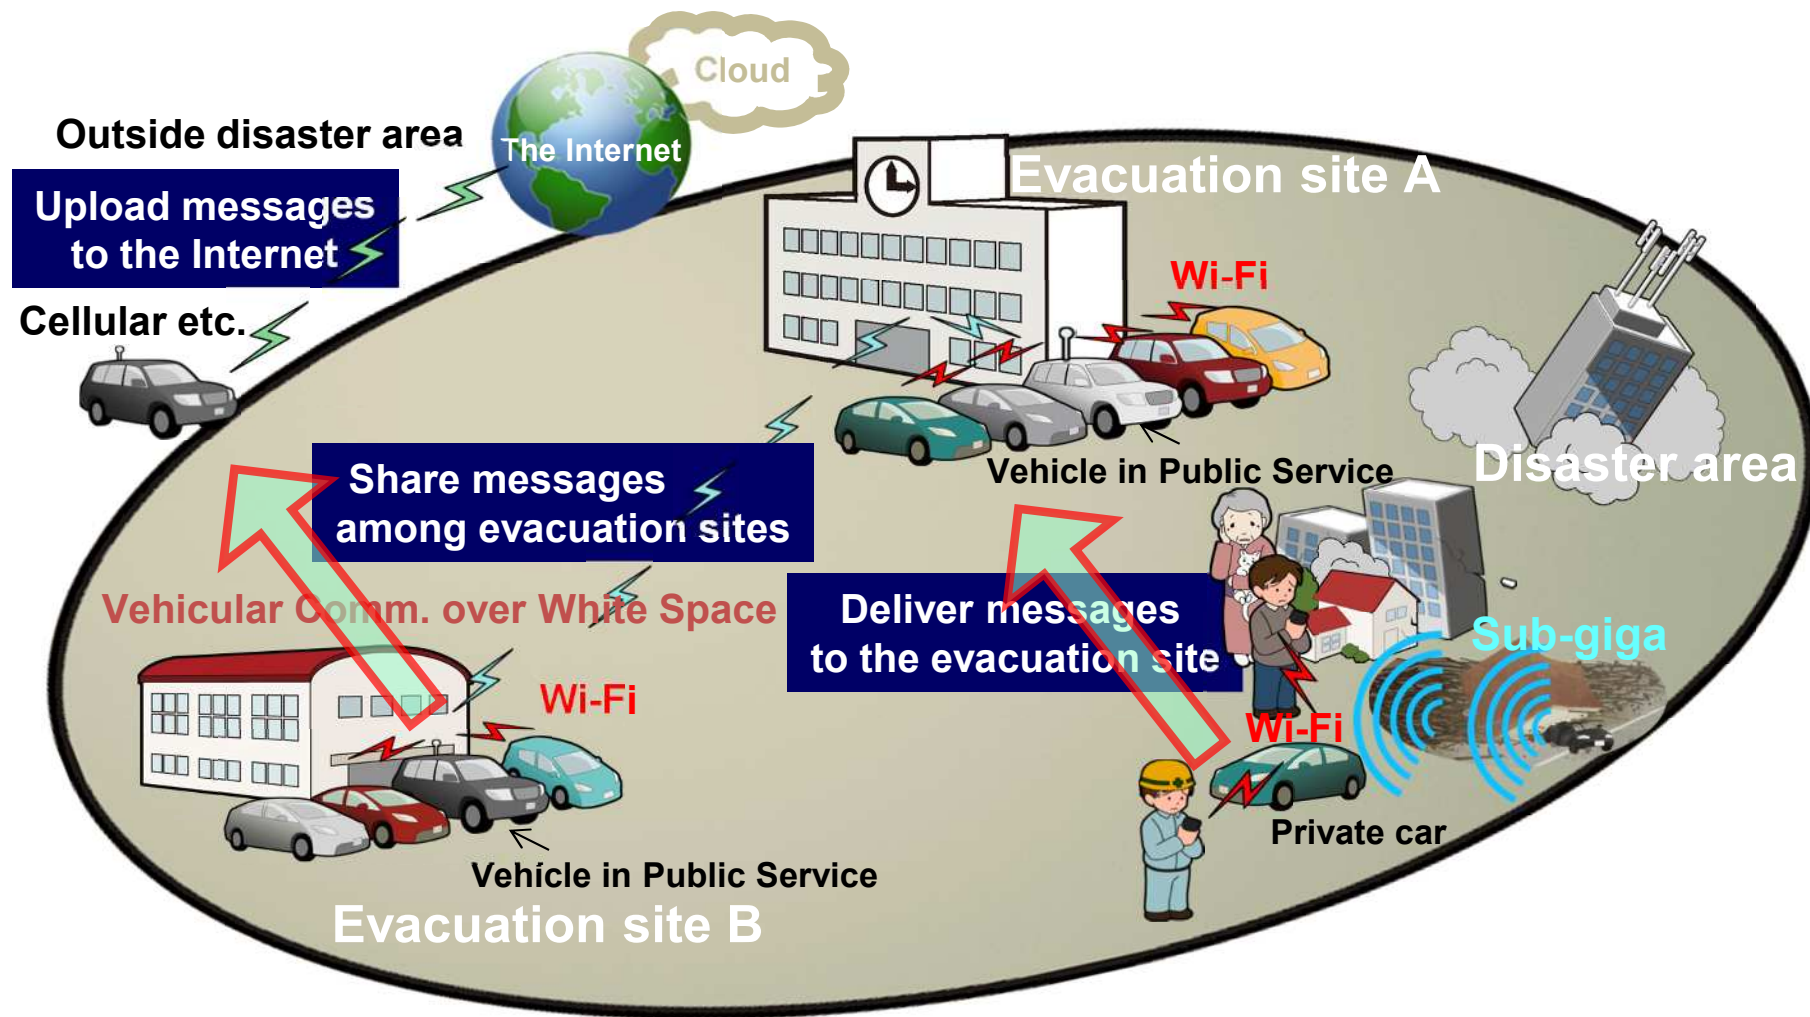 Cloud
Outside disaster area
The Internet
Upload messages
to the Internet
Cellular etc.
Evacuation site A
Wi-Fi
Vehicle in Public Service
Disaster area
Share messages
among evacuation sites
Vehicular Comm. over White Space
Deliver messages
to the evacuation site
Sub-giga
Wi-Fi
Wi-Fi
Private car
Vehicle in Public Service
Evacuation site B